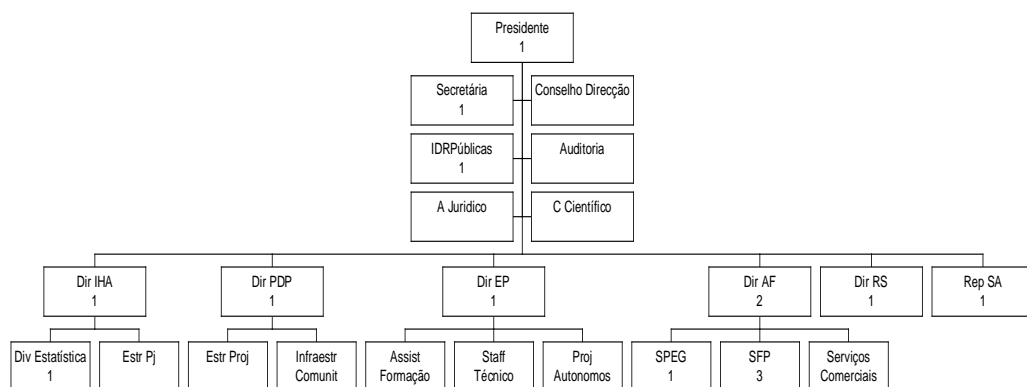 Presidente
1
Secretária
1
Conselho Direcção
IDRPúblicas
1
Auditoria
A Juridico
C Científico
Dir IHA
1
Dir PDP
1
Dir EP
1
Dir AF
2
Dir RS
1
Rep SA
1
Div Estatística
1
Estr Pj
Estr Proj
Infraestr
Comunit
Assist
Formação
Staff
Técnico
Proj
Autonomos
SPEG
1
SFP
3
Serviços
Comerciais